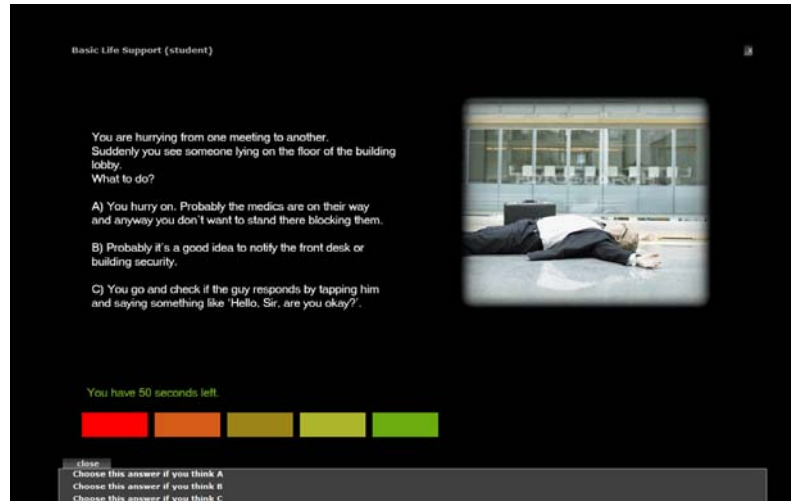 Basic Life Support (student)
You are hurrying from one meeting to another.
Suddenly you see someone lying on the floor of the building
lobby.
What to do?
A) You hurry on. Probably the medics are on their way
and anyway you don`t want to stand there blocking them.
B) Probably it`s a good idea to notify the front desk or
building security.
C) You go and check if the guy responds by tapping him
and saying something like 'Hello, Sir, are you okay?'.
You have 50 seconds left.
close
Choose this answer if you think A
Choose this answer if you think B
Choose this answer if you think C